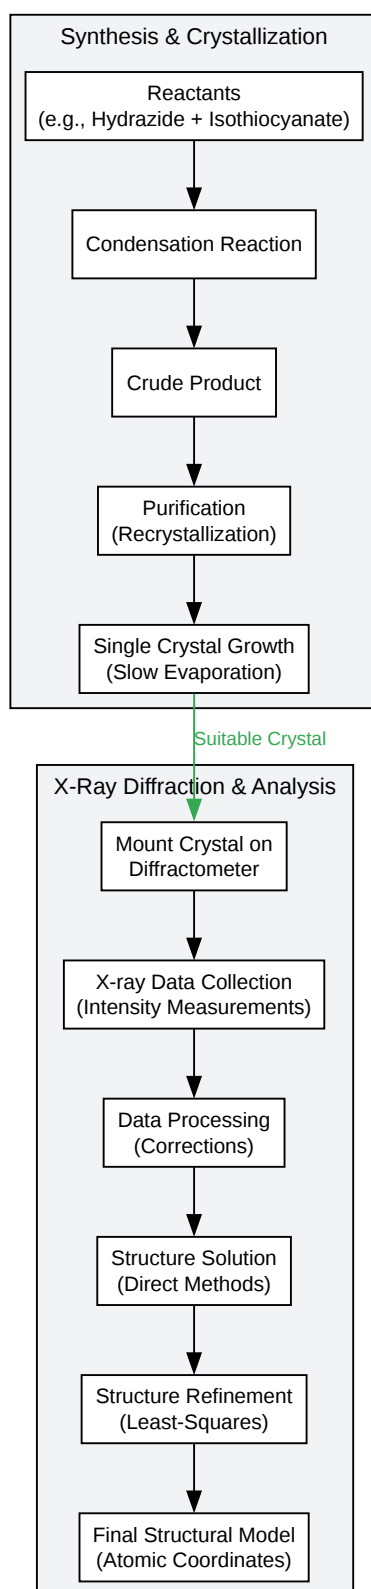 Synthesis & Crystallization
Reactants
(e.g., Hydrazide + Isothiocyanate)
Condensation Reaction
Crude Product
Purification
(Recrystallization)
Single Crystal Growth
(Slow Evaporation)
Suitable Crystal
X-Ray Diffraction & Analysis
Mount Crystal on
Diffractometer
X-ray Data Collection
(Intensity Measurements)
Data Processing
(Corrections)
Structure Solution
(Direct Methods)
Structure Refinement
(Least-Squares)
Final Structural Model
(Atomic Coordinates)